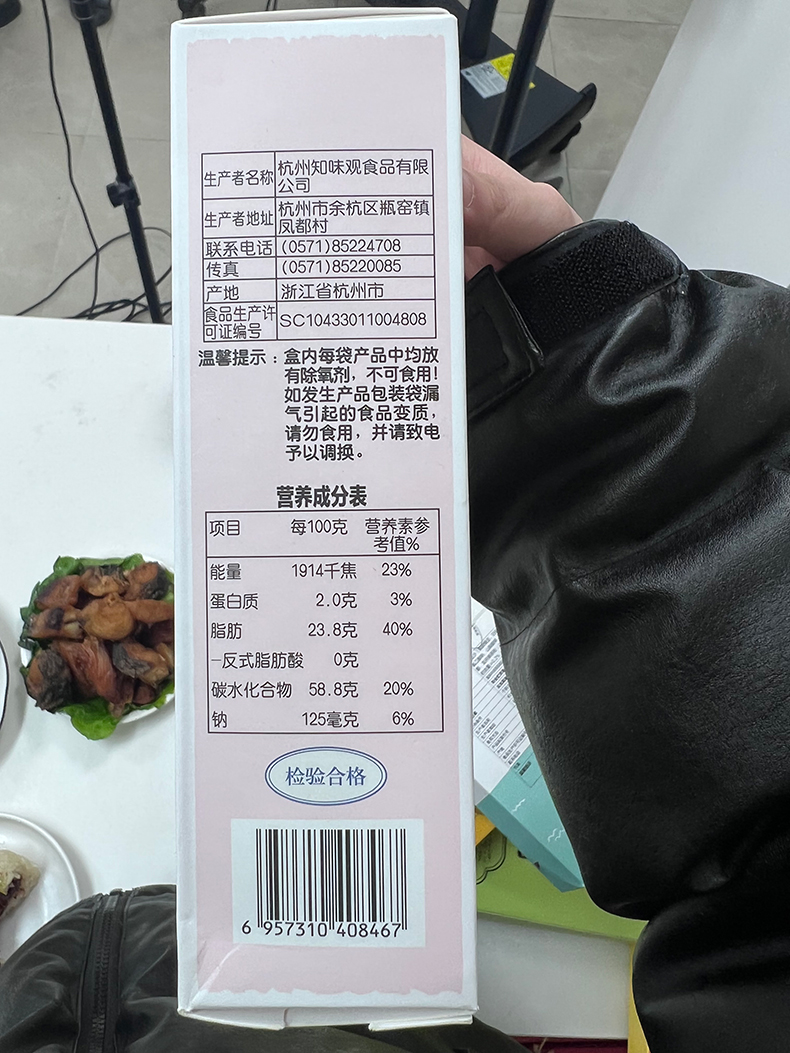 生产者名称 杭州知味观食品有限
公司
生产者地址 杭州市余杭区瓶窑镇
凤都村
联系电话 (0571)85224708
传真 (0571)85220085
产地 浙江省杭州市
食品生产许
可证编号 SC10433011004808
温馨提示：盒内每袋产品中均放
有除氧剂，不可食用！
如发生产品包装袋漏
气引起的食品变质，
请勿食用，并请致电
予以调换。
营养成分表
项目 每100克 营养素参
考值%
能量 1914千焦 23%
蛋白质 2.0克 3%
脂肪 23.8克 40%
—反式脂肪酸 0克
碳水化合物 58.8克 20%
钠 125毫克 6%
检验合格
6 957310 408467